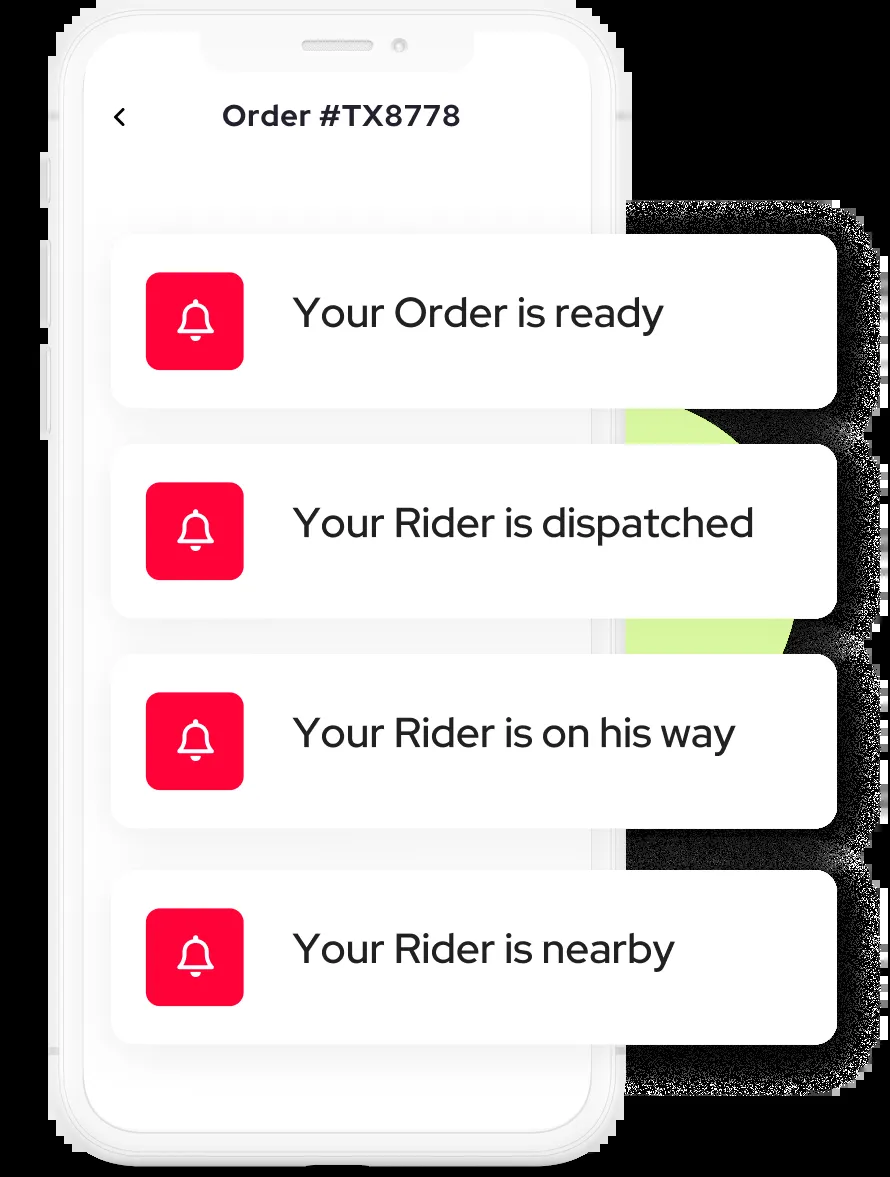 Order #TX8778
Your Order is ready
Your Rider is dispatched
Your Rider is on his way
Your Rider is nearby